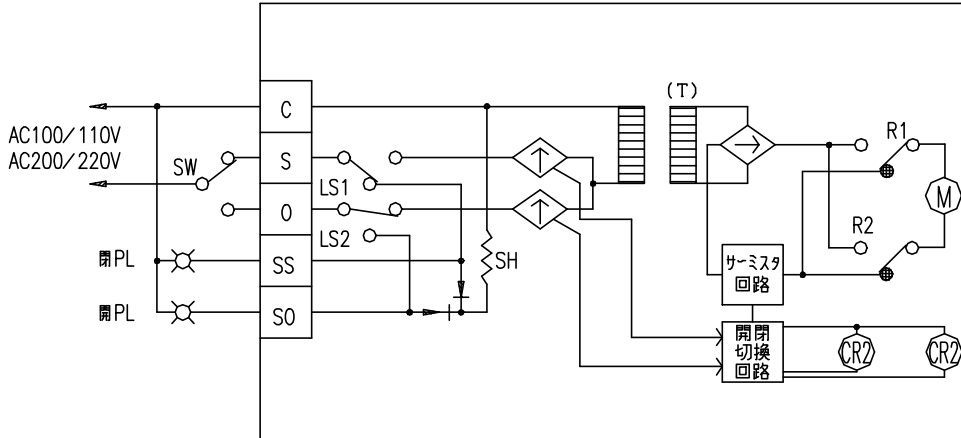 (T)
C
AC100/110V
AC200/220V
SW
S
LS1
R1
M
O
LS2
R2
閉PL
SS
SH
サーミスタ
回路
開PL
SO
開閉
切換
回路
CR2
CR2